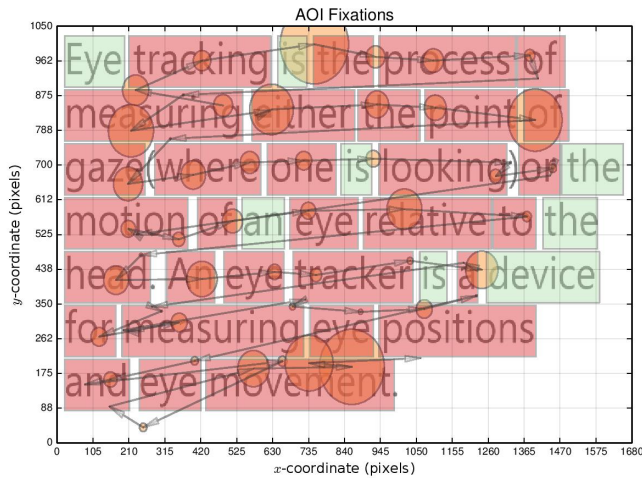 AOI Fixations
Eye tracking is the process of
measuring either the point of
gaze (when one is looking) or the
motion of an eye relative to the
head. An eye tracker is a device
for measuring eye positions
and eye movement.
y-coordinate (pixels)
1050
962
875
788
700
612
525
438
350
262
175
88
0
0 105 210 315 420 525 630 735 840 945 1050 1155 1260 1365 1470 1575 1680
x-coordinate (pixels)